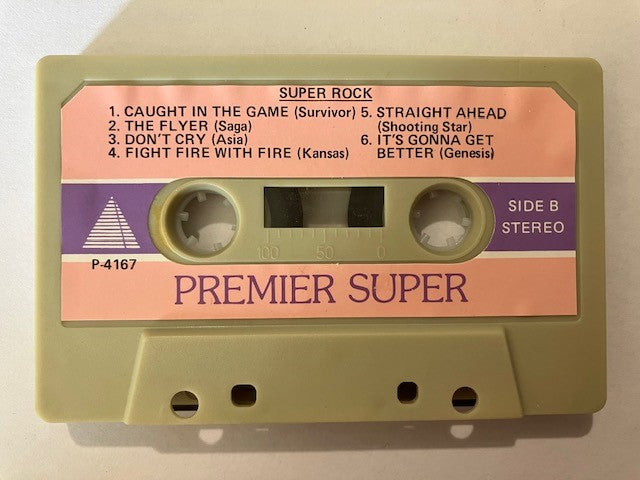 SUPER ROCK
1. CAUGHT IN THE GAME (Survivor)
2. THE FLYER (Saga)
3. DON'T CRY (Asia)
4. FIGHT FIRE WITH FIRE (Kansas)
5. STRAIGHT AHEAD
(Shooting Star)
6. IT'S GONNA GET
BETTER (Genesis)
SIDE B
STEREO
100 50 0
P-4167
PREMIER SUPER